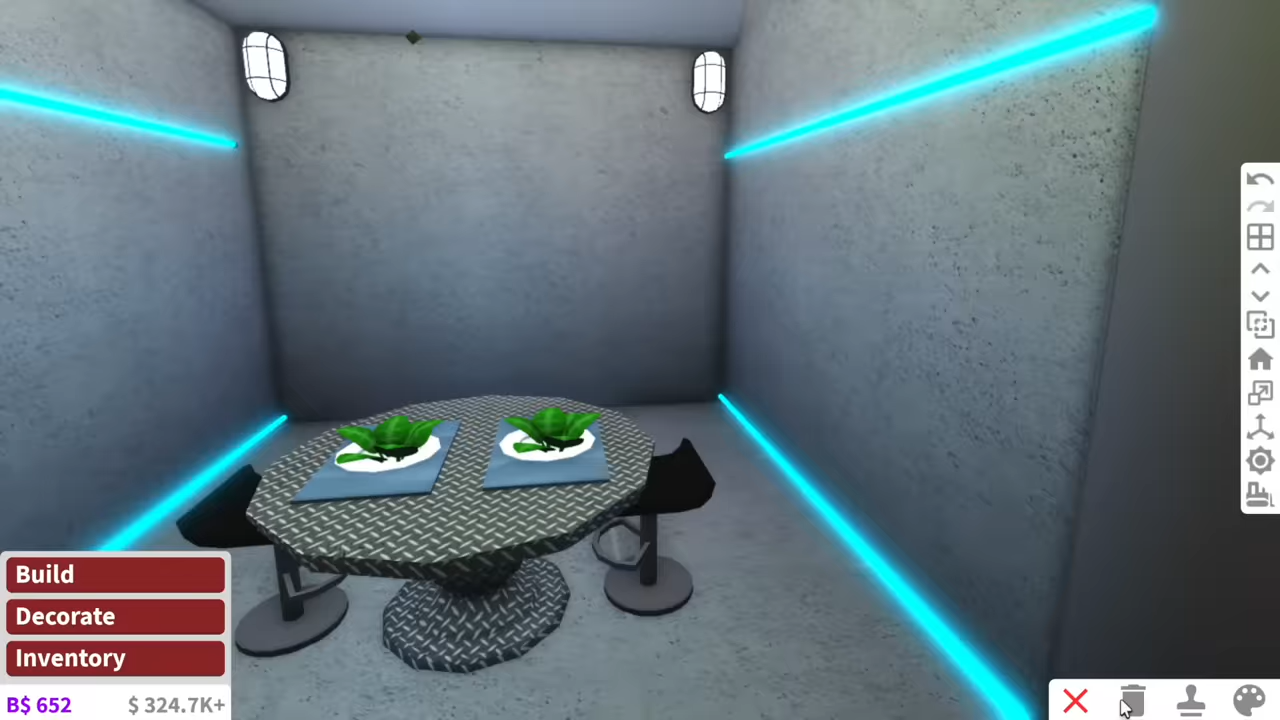 Build
Decorate
Inventory
B$ 652 $ 324.7K+